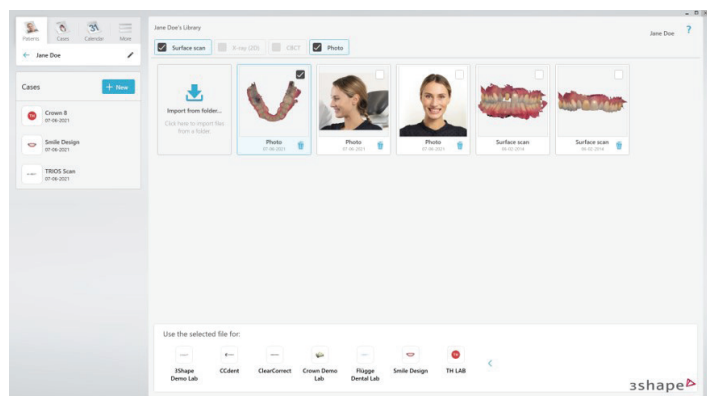 Jane Doe's Library
Jane Doe
?
Patients
Cases
Calendar
More
Jane Doe
Surface scan
X-ray (2D)
CBCT
Photo
Cases
+ New
Crown 8
07-06-2021
Smile Design
07-06-2021
TRIOS Scan
07-06-2021
Import from folder...
Click here to import files
from a folder
Photo
07-06-2021
Photo
07-06-2021
Photo
07-06-2021
Surface scan
Surface scan
Use the selected file for:
3Shape
Demo Lab
CCdent
ClearCorrect
Crown Demo
Lab
Flügge
Dental Lab
Smile Design
TH LAB
3shape